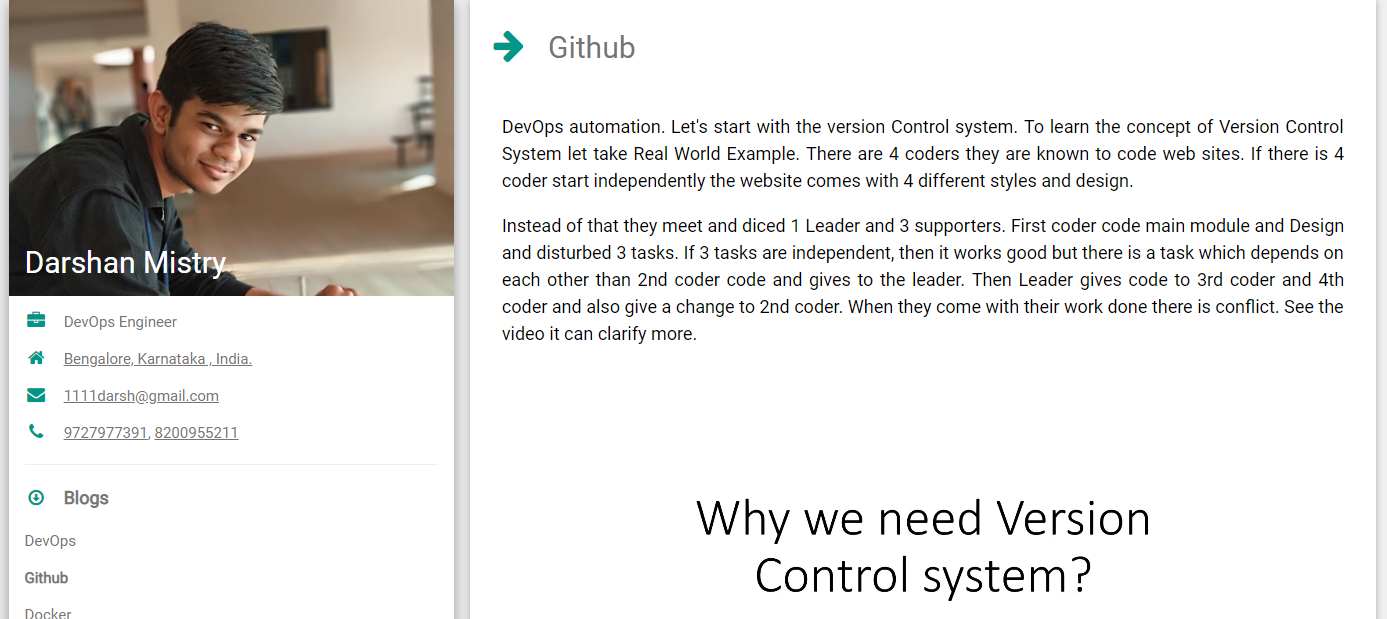 Darshan Mistry
DevOps Engineer
Bengalore, Karnataka , India.
1111darsh@gmail.com
9727977391, 8200955211
Blogs
DevOps
Github
Docker
Github
DevOps automation. Let's start with the version Control system. To learn the concept of Version Control
System let take Real World Example. There are 4 coders they are known to code web sites. If there is 4
coder start independently the website comes with 4 different styles and design.
Instead of that they meet and diced 1 Leader and 3 supporters. First coder code main module and Design
and disturbed 3 tasks. If 3 tasks are independent, then it works good but there is a task which depends on
each other than 2nd coder code and gives to the leader. Then Leader gives code to 3rd coder and 4th
coder and also give a change to 2nd coder. When they come with their work done there is conflict. See the
video it can clarify more.
Why we need Version
Control system?